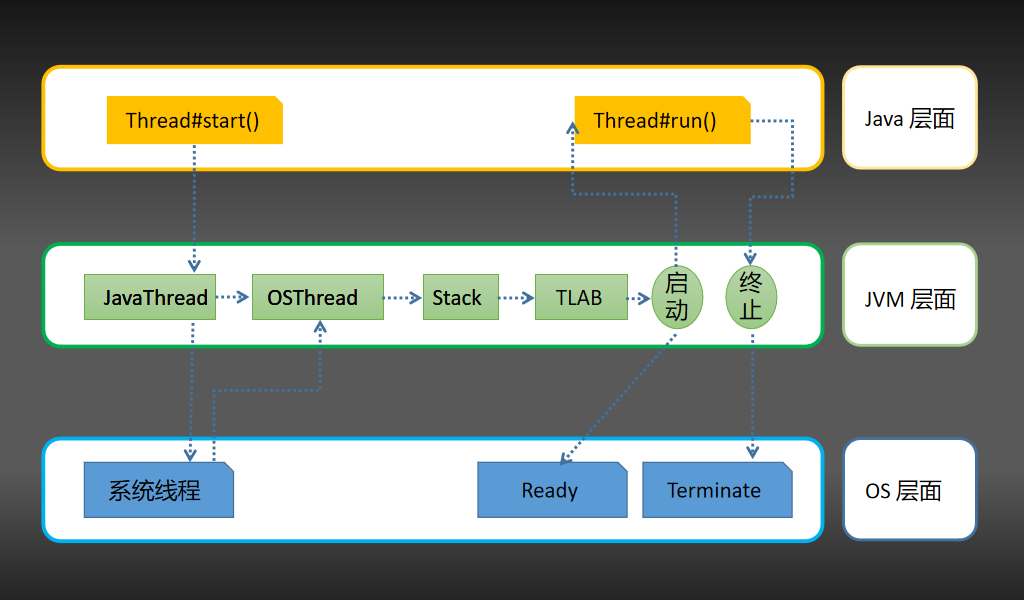 Thread#start()
Thread#run()
Java 层面
JavaThread
OSThread
Stack
TLAB
启
动
终
止
JVM 层面
系统线程
Ready
Terminate
OS 层面